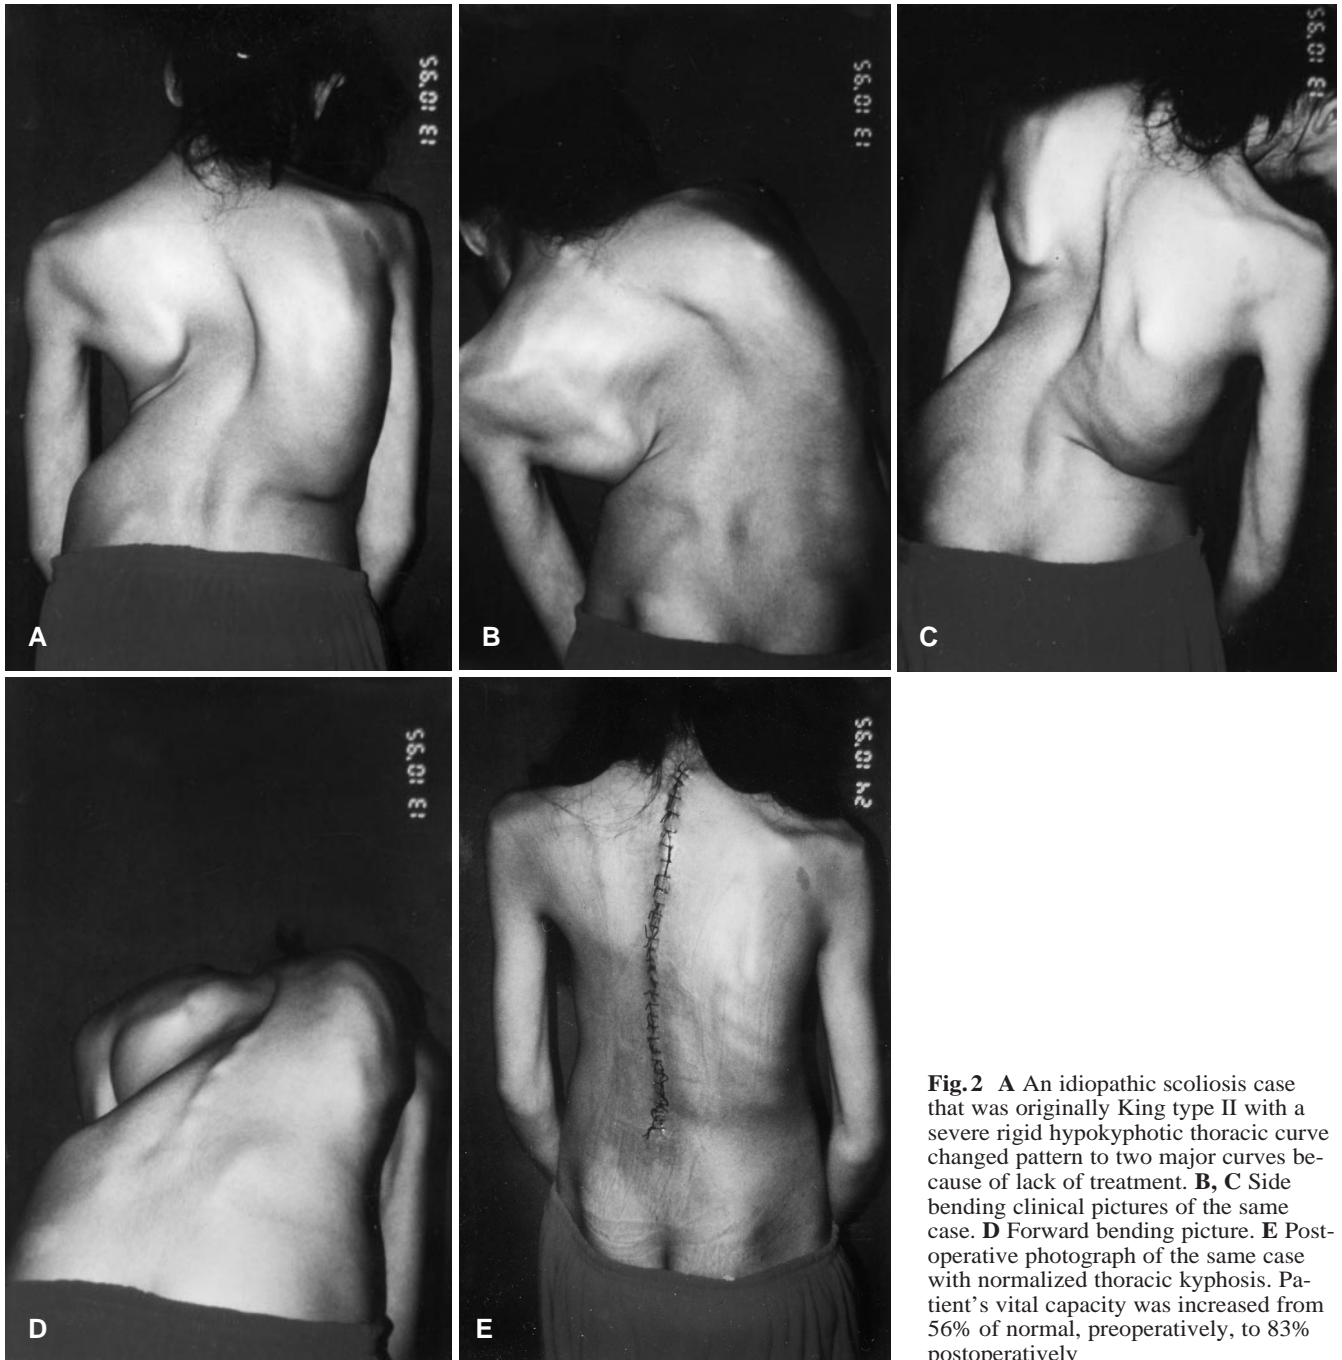 13 10'95
13 10'95
13 10'95
A
B
C
13 10'95
24 10'95
D
E
Fig. 2 A An idiopathic scoliosis case
that was originally King type II with a
severe rigid hypokyphotic thoracic curve
changed pattern to two major curves be-
cause of lack of treatment. B, C Side
bending clinical pictures of the same
case. D Forward bending picture. E Post-
operative photograph of the same case
with normalized thoracic kyphosis. Pa-
tient's vital capacity was increased from
56% of normal, preoperatively, to 83%
postoperatively